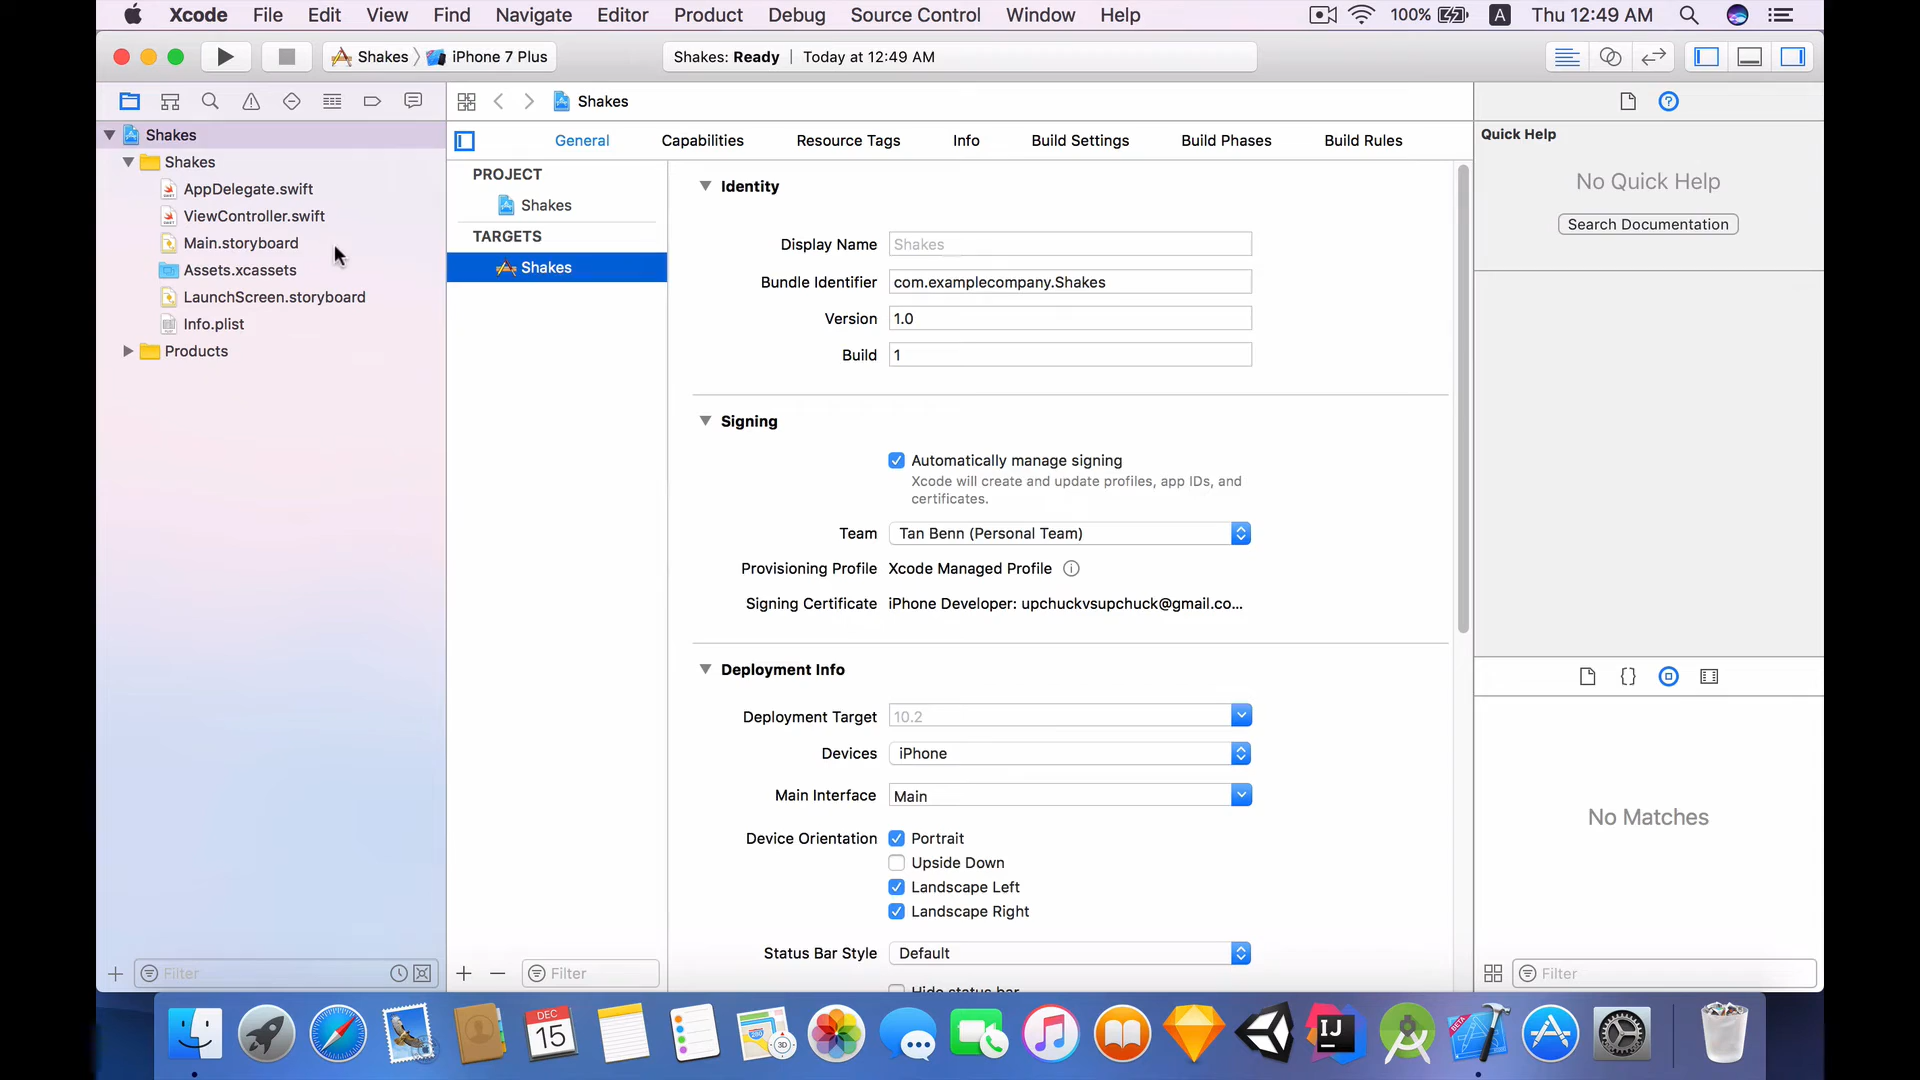 Xcode File Edit View Find Navigate Editor Product Debug Source Control Window Help 100% A Thu 12:49 AM
Shakes iPhone 7 Plus Shakes: Ready Today at 12:49 AM
Shakes
Shakes
AppDelegate.swift
ViewController.swift
Main.storyboard
Assets.xcassets
LaunchScreen.storyboard
Info.plist
Products
Filter
Shakes
General Capabilities Resource Tags Info Build Settings Build Phases Build Rules
PROJECT
Shakes
TARGETS
Shakes
Filter
Identity
Display Name Shakes
Bundle Identifier com.examplecompany.Shakes
Version 1.0
Build 1
Signing
Automatically manage signing
Xcode will create and update profiles, app IDs, and
certificates.
Team Tan Benn (Personal Team)
Provisioning Profile Xcode Managed Profile
Signing Certificate iPhone Developer: upchuckvsupchuck@gmail.co...
Deployment Info
Deployment Target 10.2
Devices iPhone
Main Interface Main
Device Orientation Portrait
Upside Down
Landscape Left
Landscape Right
Status Bar Style Default
Hide status bar
Quick Help
No Quick Help
Search Documentation
{}
No Matches
Filter
DEC
15
3D
IJ
BETA